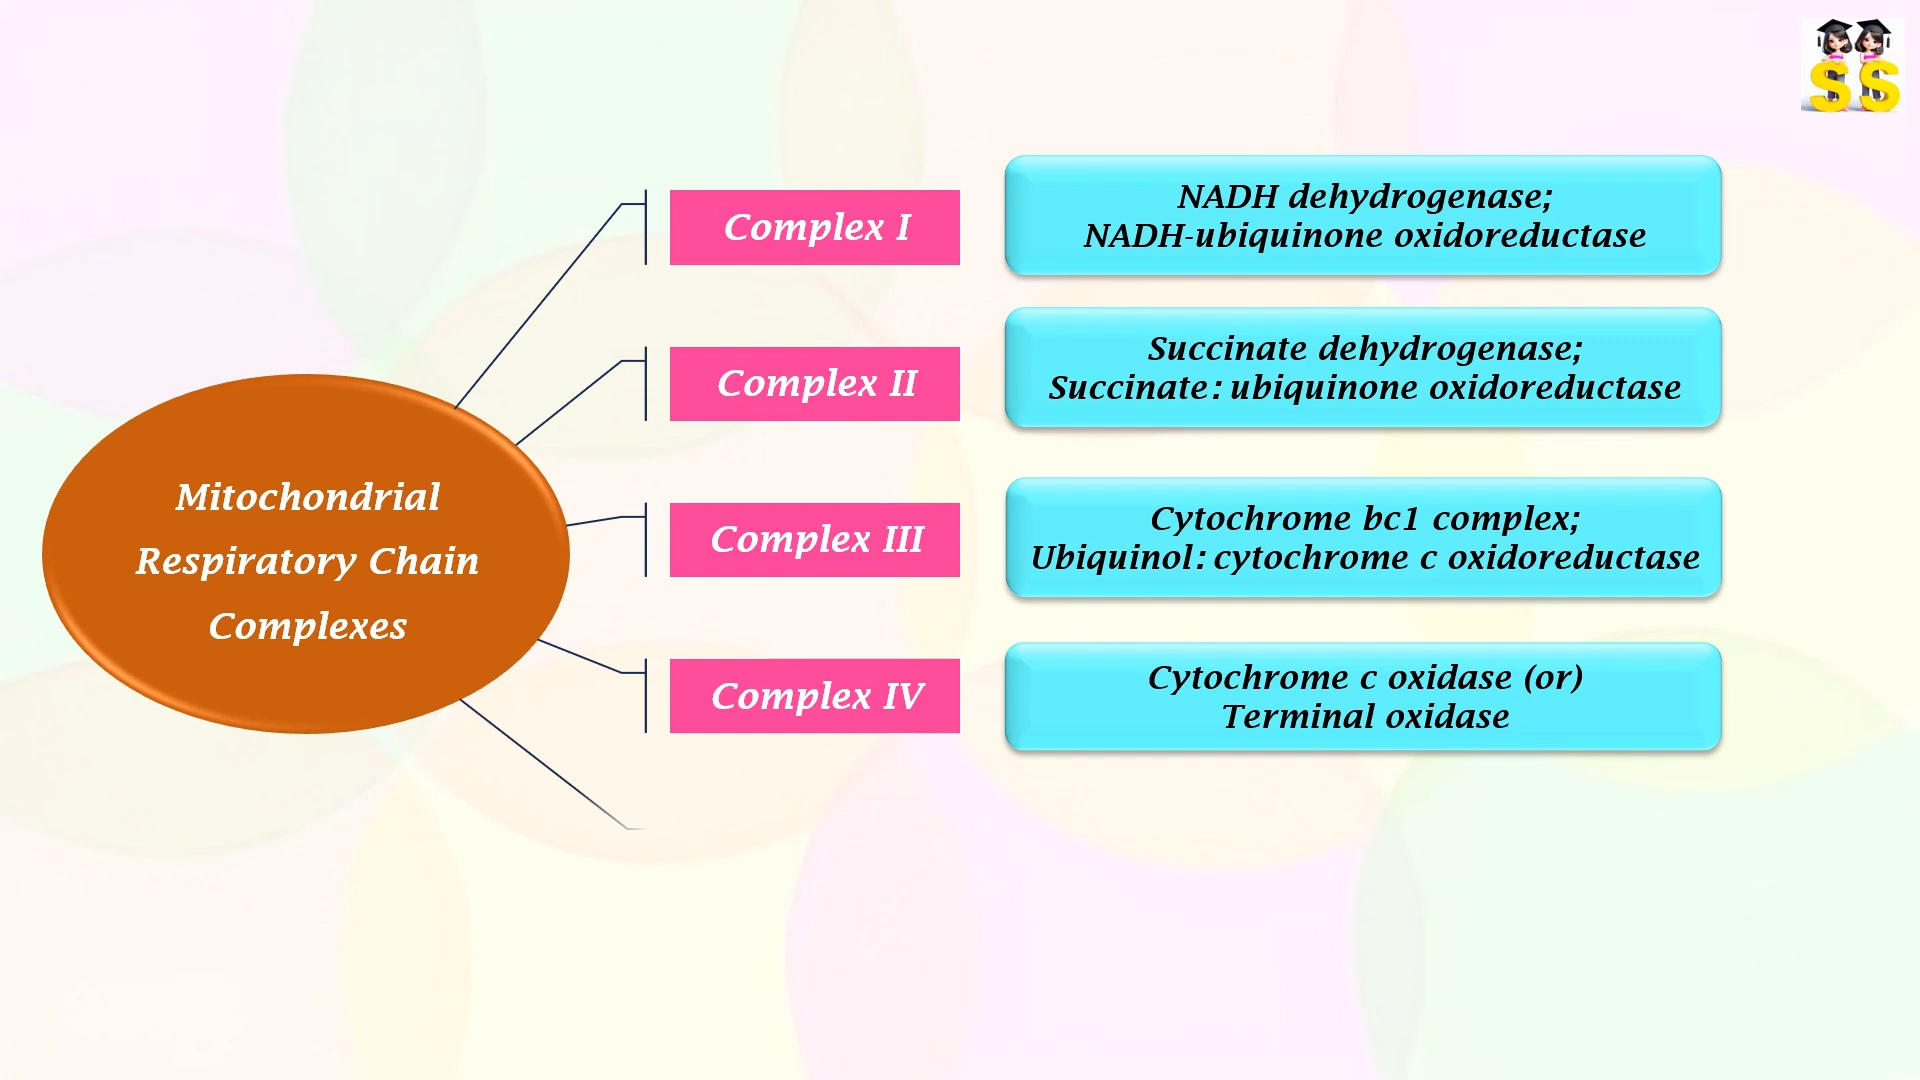 Mitochondrial
Respiratory Chain
Complexes
Complex I
NADH dehydrogenase;
NADH-ubiquinone oxidoreductase
Complex II
Succinate dehydrogenase;
Succinate: ubiquinone oxidoreductase
Complex III
Cytochrome bc1 complex;
Ubiquinol: cytochrome c oxidoreductase
Complex IV
Cytochrome c oxidase (or)
Terminal oxidase
SS